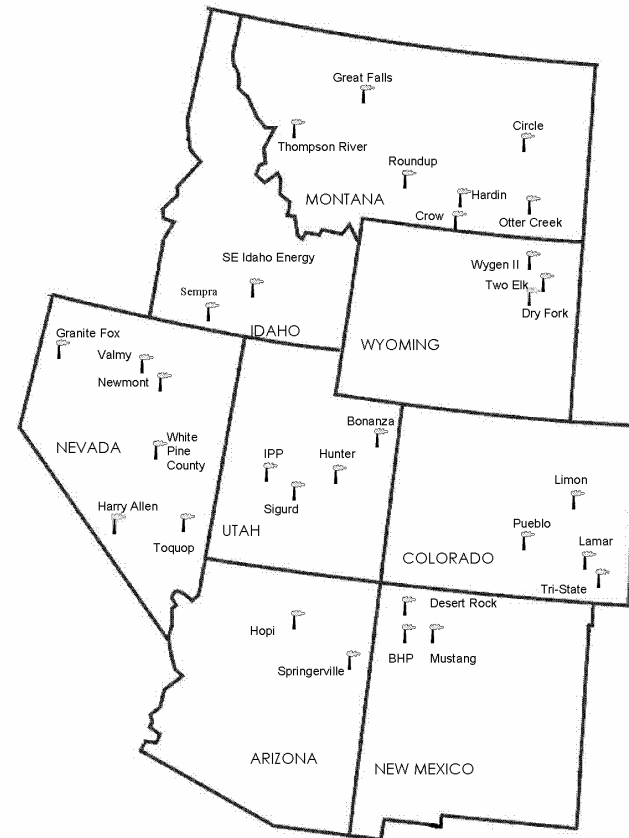 Great Falls
Circle
Thompson River
Roundup
MONTANA
Hardin
Crow
Otter Creek
SE Idaho Energy
Wygen II
Two Elk
Sempra
Dry Fork
IDAHO
WYOMING
Granite Fox
Valmy
Newmont
Bonanza
White
Pine
County
NEVADA
IPP
Hunter
Sigurd
Limon
Harry Allen
Toquop
UTAH
Pueblo
Lamar
COLORADO
Tri-State
Desert Rock
Hopi
BHP
Mustang
Springerville
ARIZONA
NEW MEXICO